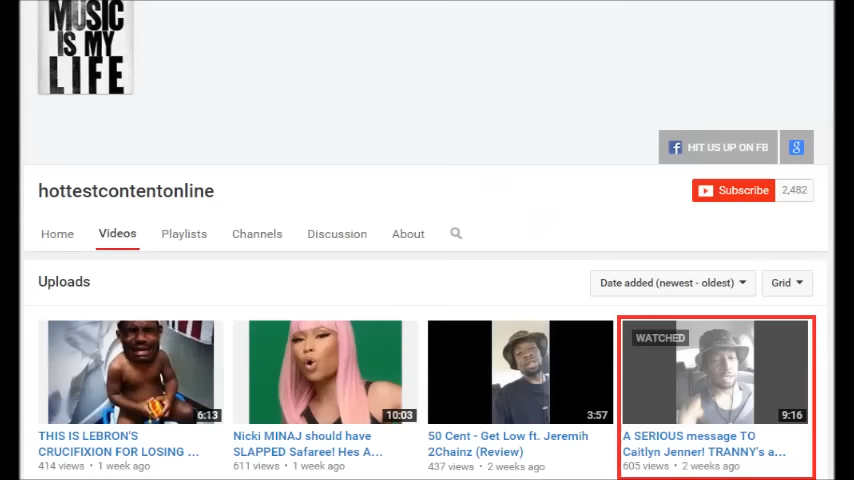 MUSIC
IS MY
LIFE
f HIT US UP ON FB
g
hottestcontentonline
Subscribe 2,482
Home Videos Playlists Channels Discussion About
Uploads
Date added (newest - oldest) Grid
WATCHED
6:13 10:03 3:57 9:16
THIS IS LEBRON'S
CRUCIFIXION FOR LOSING ...
414 views • 1 week ago
Nicki MINAJ should have
SLAPPED Safaree! Hes A...
611 views • 1 week ago
50 Cent - Get Low ft. Jeremih
2Chainz (Review)
437 views • 2 weeks ago
A SERIOUS message TO
Caitlyn Jenner! TRANNY's a...
605 views • 2 weeks ago